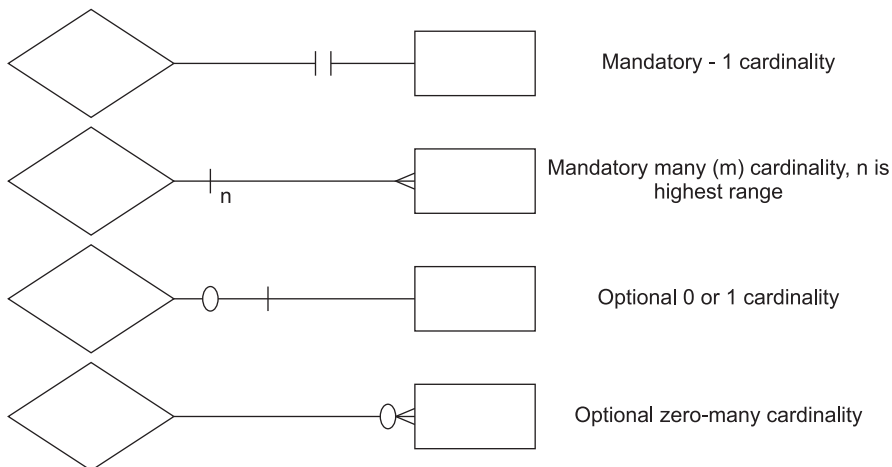 Mandatory - 1 cardinality
Mandatory many (m) cardinality, n is
highest range
n
Optional 0 or 1 cardinality
Optional zero-many cardinality